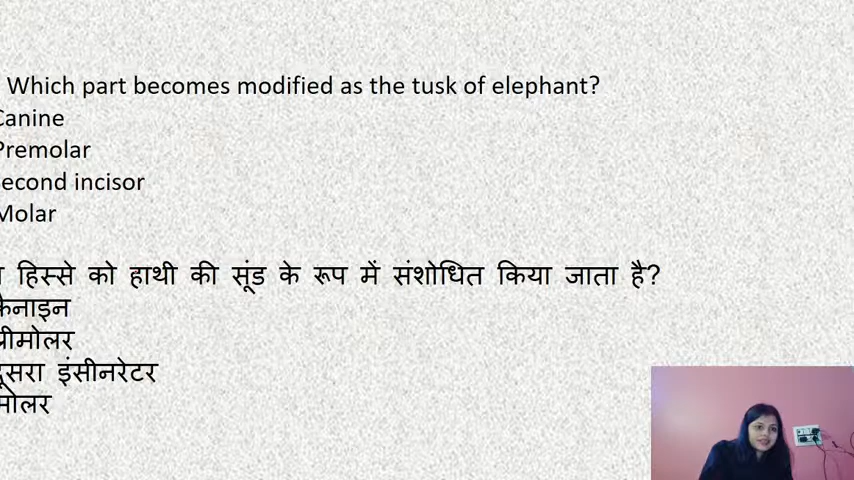 Which part becomes modified as the tusk of elephant?
Canine
Premolar
econd incisor
Molar
हिस्से को हाथी की सूंड के रूप में संशोधित किया जाता है?
कैनाइन
प्रीमोलर
दूसरा इंसीनरेटर
मोलर